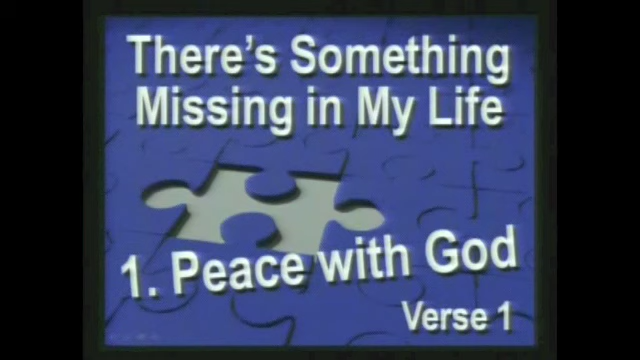 There's Something
Missing in My Life
1. Peace with God
Verse 1